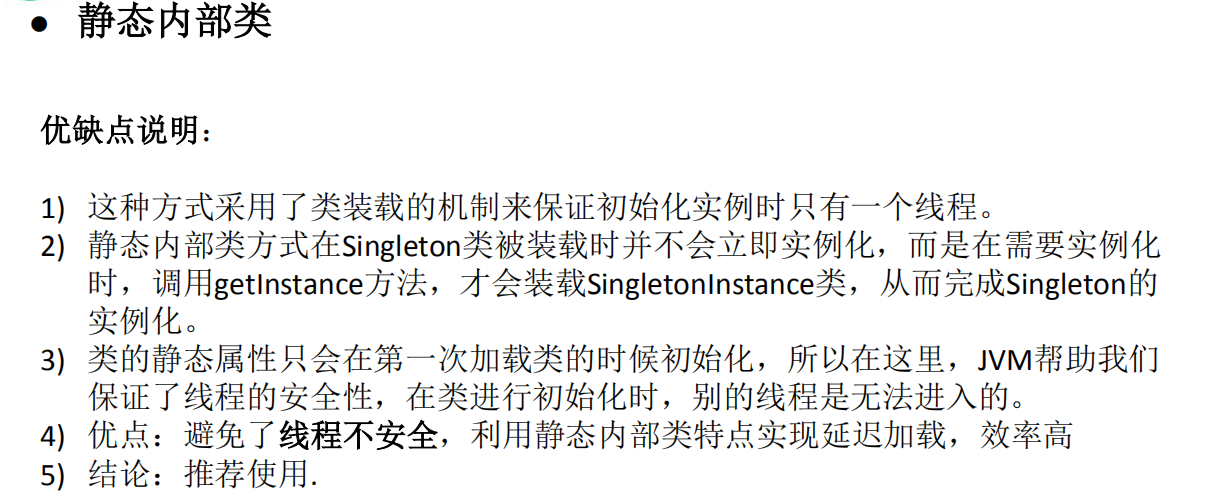 ● 静态内部类
优缺点说明：
1) 这种方式采用了类装载的机制来保证初始化实例时只有一个线程。
2) 静态内部类方式在Singleton类被装载时并不会立即实例化，而是在需要实例化
时，调用getInstance方法，才会装载SingletonInstance类，从而完成Singleton的
实例化。
3) 类的静态属性只会在第一次加载类的时候初始化，所以在这里，JVM帮助我们
保证了线程的安全性，在类进行初始化时，别的线程是无法进入的。
4) 优点：避免了线程不安全，利用静态内部类特点实现延迟加载，效率高
5) 结论：推荐使用.